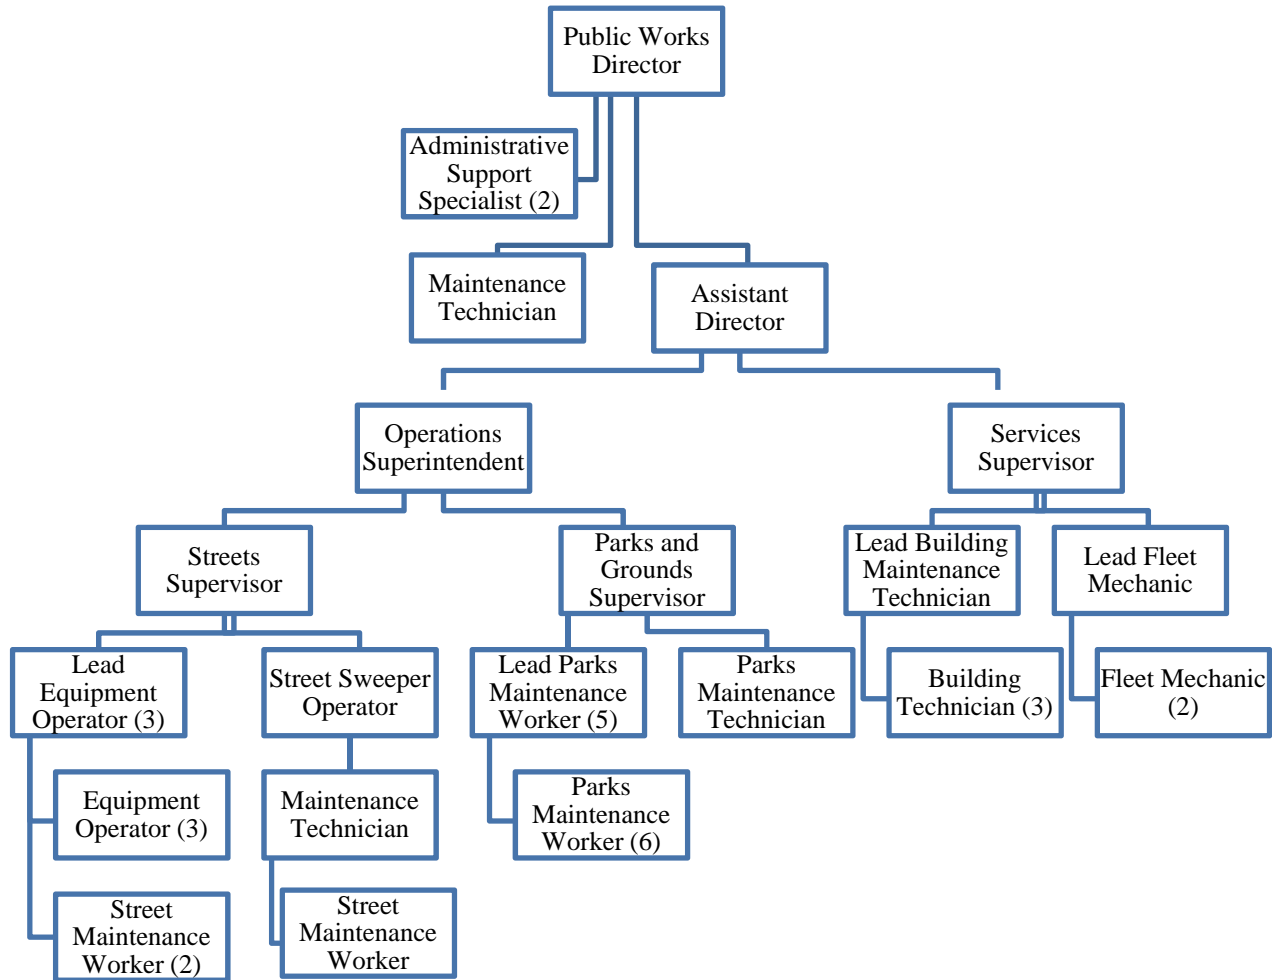 Public Works
Director
Administrative
Support
Specialist (2)
Maintenance
Technician
Assistant
Director
Operations
Superintendent
Services
Supervisor
Streets
Supervisor
Parks and
Grounds
Supervisor
Lead Building
Maintenance
Technician
Lead Fleet
Mechanic
Lead
Equipment
Operator (3)
Street Sweeper
Operator
Lead Parks
Maintenance
Worker (5)
Parks
Maintenance
Technician
Building
Technician (3)
Fleet Mechanic
(2)
Equipment
Operator (3)
Maintenance
Technician
Parks
Maintenance
Worker (6)
Street
Maintenance
Worker (2)
Street
Maintenance
Worker